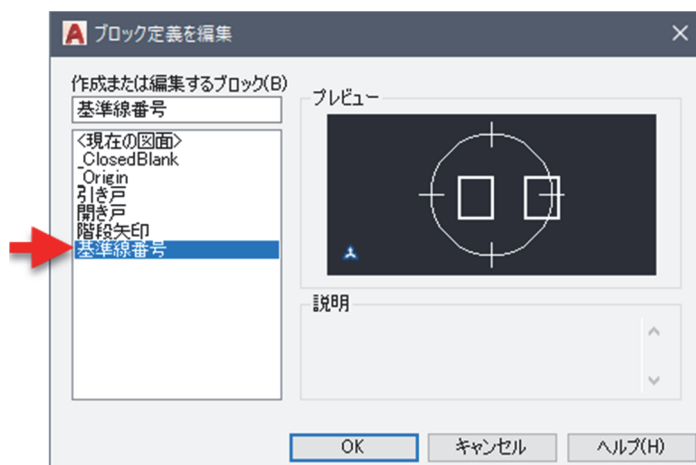 ブロック定義を編集
作成または編集するブロック(B)
基準線番号
<現在の図面>
_ClosedBlank
_Origin
引き戸
開き戸
階段矢印
基準線番号
プレビュー
説明
OK
キャンセル
ヘルプ(H)